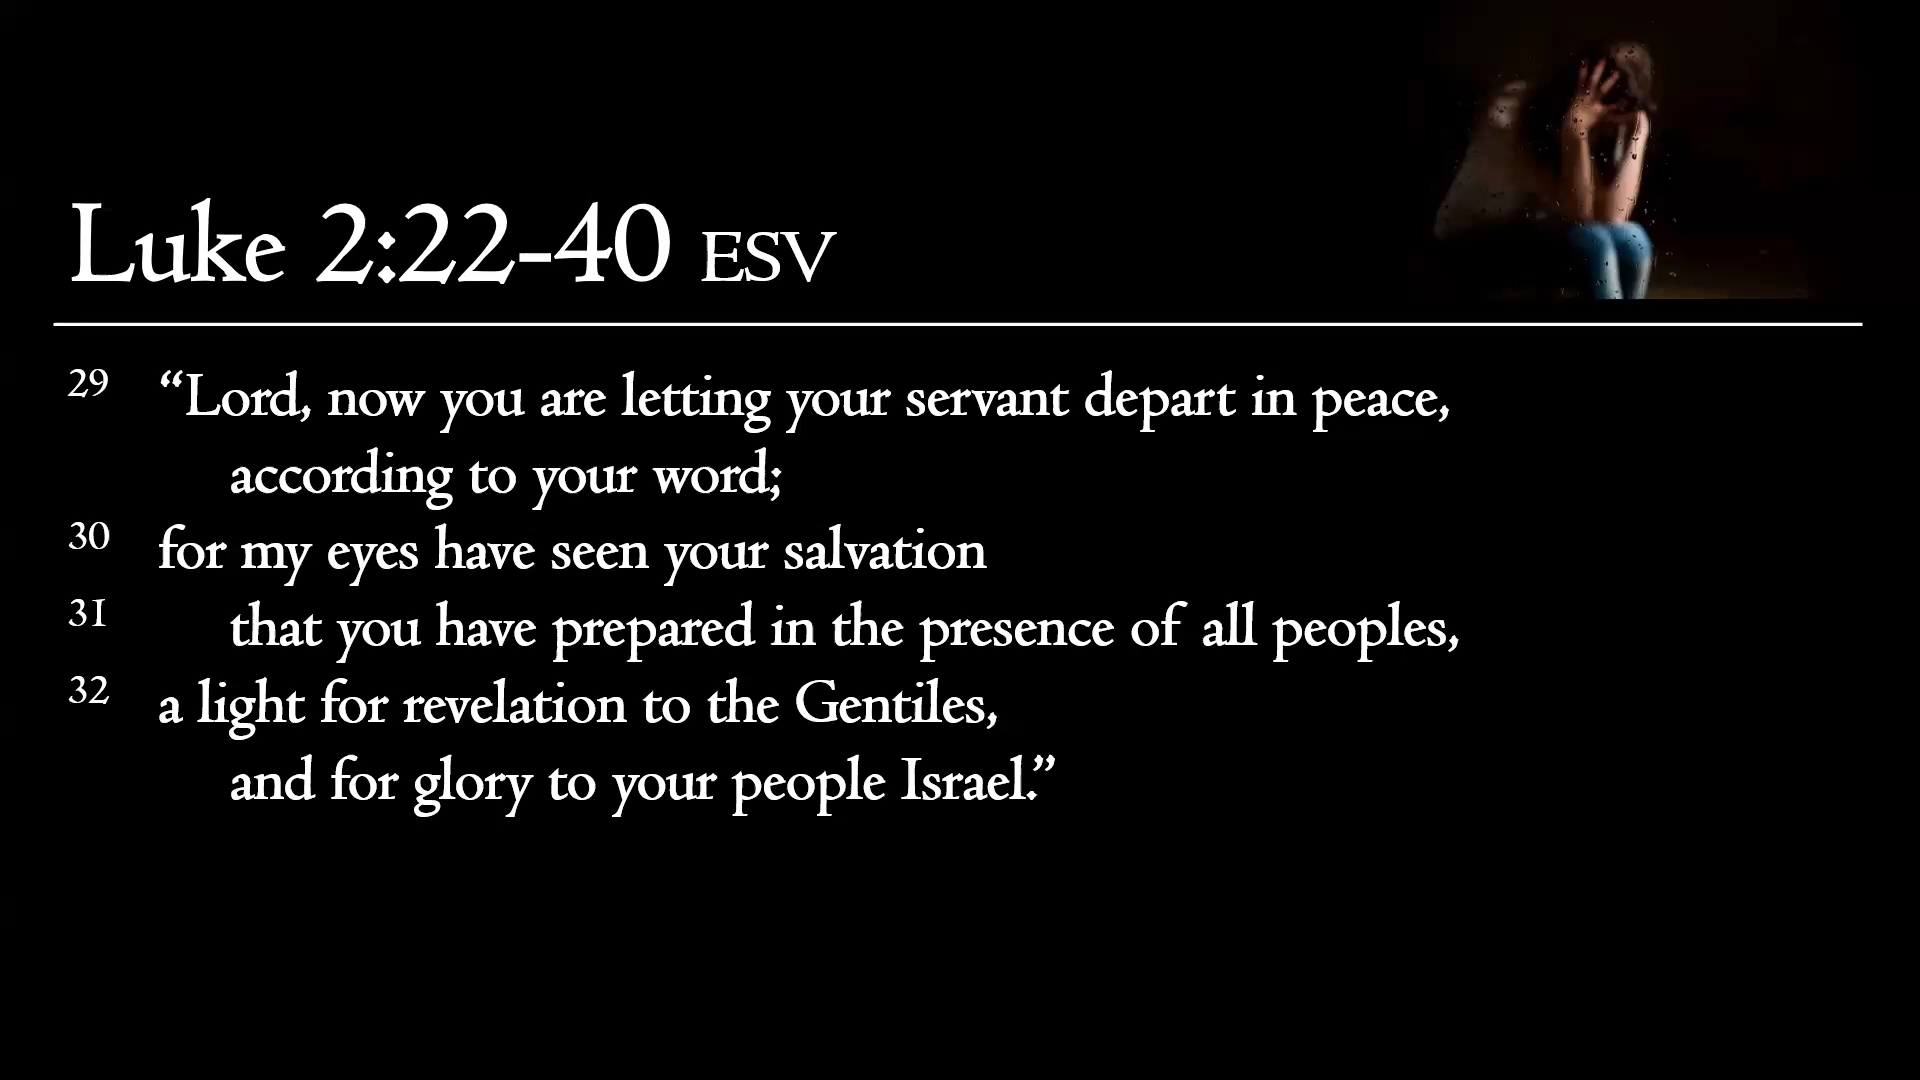 Luke 2:22-40 ESV
29 “Lord, now you are letting your servant depart in peace,
according to your word;
30 for my eyes have seen your salvation
31 that you have prepared in the presence of all peoples,
32 a light for revelation to the Gentiles,
and for glory to your people Israel.”